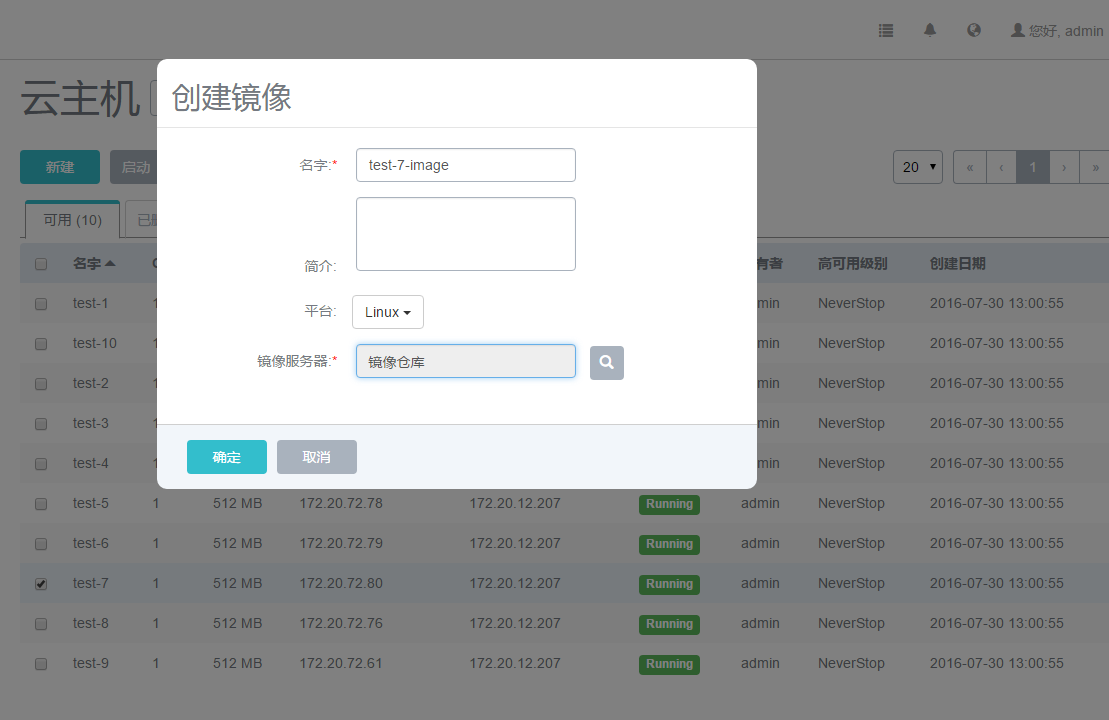 您好, admin
云主机
创建镜像
名字:* test-7-image
新建 启动
20 « ‹ 1 › »
可用 (10)
简介:
名字 有者 高可用级别 创建日期
test-1 1 min NeverStop 2016-07-30 13:00:55
平台: Linux
test-10 1 min NeverStop 2016-07-30 13:00:55
镜像服务器:* 镜像仓库
test-2 1 min NeverStop 2016-07-30 13:00:55
test-3 1 min NeverStop 2016-07-30 13:00:55
确定 取消
test-4 1 min NeverStop 2016-07-30 13:00:55
test-5 1 512 MB 172.20.72.78 172.20.12.207 Running admin NeverStop 2016-07-30 13:00:55
test-6 1 512 MB 172.20.72.79 172.20.12.207 Running admin NeverStop 2016-07-30 13:00:55
test-7 1 512 MB 172.20.72.80 172.20.12.207 Running admin NeverStop 2016-07-30 13:00:55
test-8 1 512 MB 172.20.72.76 172.20.12.207 Running admin NeverStop 2016-07-30 13:00:55
test-9 1 512 MB 172.20.72.61 172.20.12.207 Running admin NeverStop 2016-07-30 13:00:55